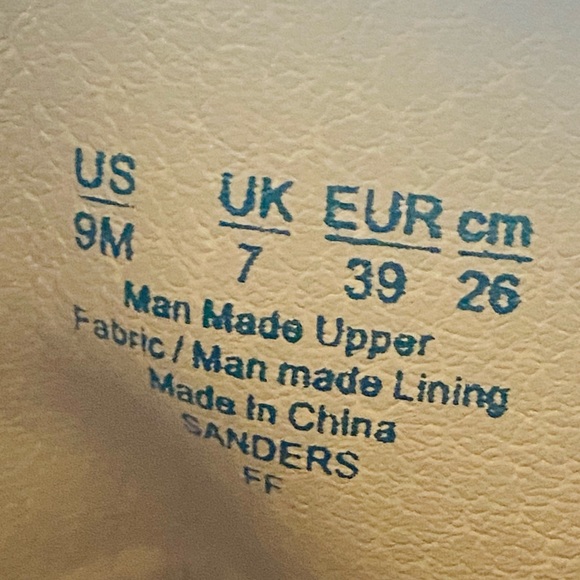 US UK EUR cm
9M 7 39 26
Man Made Upper
Fabric / Man made Lining
Made In China
SANDERS
FF